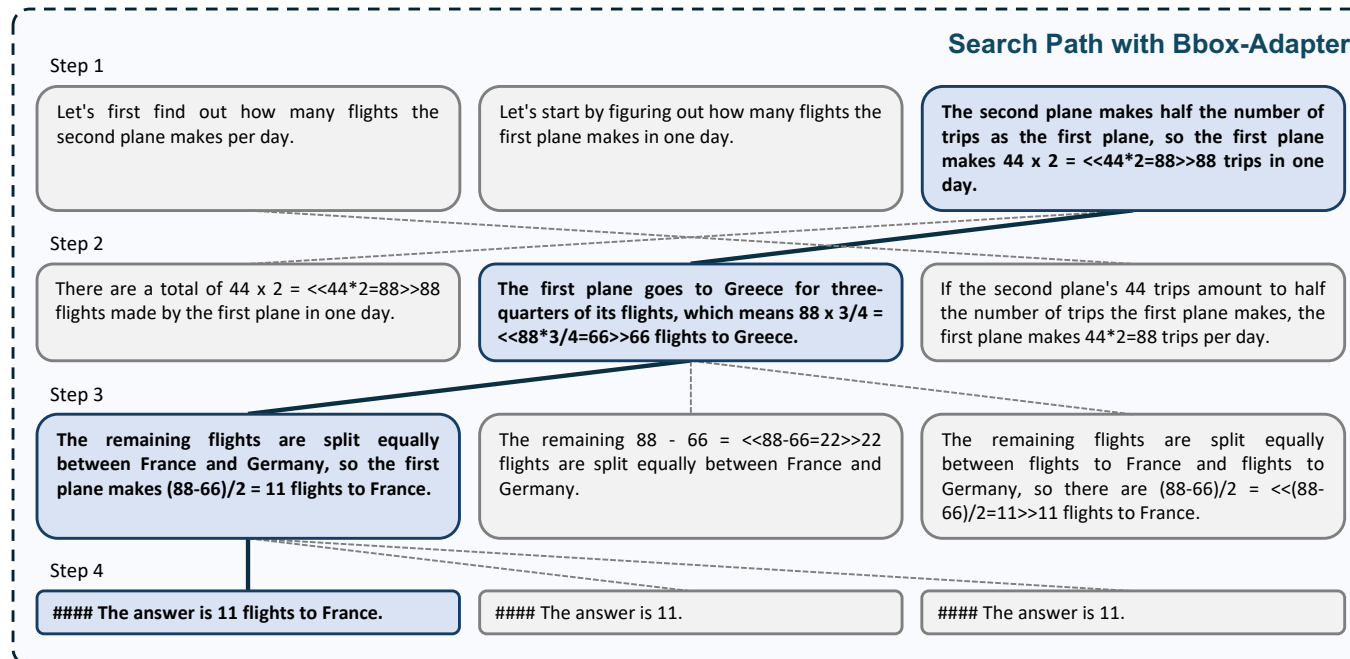 Search Path with Bbox-Adapter
Step 1
Let's first find out how many flights the
second plane makes per day.
Let's start by figuring out how many flights the
first plane makes in one day.
The second plane makes half the number of
trips as the first plane, so the first plane
makes 44 x 2 = <<44*2=88>>88 trips in one
day.
Step 2
There are a total of 44 x 2 = <<44*2=88>>88
flights made by the first plane in one day.
The first plane goes to Greece for three-
quarters of its flights, which means 88 x 3/4 =
<<88*3/4=66>>66 flights to Greece.
If the second plane's 44 trips amount to half
the number of trips the first plane makes, the
first plane makes 44*2=88 trips per day.
Step 3
The remaining flights are split equally
between France and Germany, so the first
plane makes (88-66)/2 = 11 flights to France.
The remaining 88 - 66 = <<88-66=22>>22
flights are split equally between France and
Germany.
The remaining flights are split equally
between flights to France and flights to
Germany, so there are (88-66)/2 = <<(88-
66)/2=11>>11 flights to France.
Step 4
#### The answer is 11 flights to France.
#### The answer is 11.
#### The answer is 11.